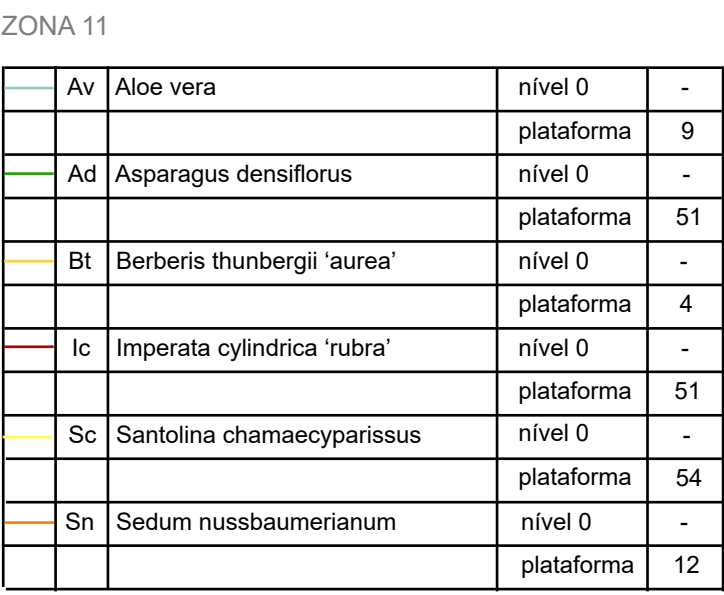 ZONA 11
Av Aloe vera nível 0 -
plataforma 9
Ad Asparagus densiflorus nível 0 -
plataforma 51
Bt Berberis thunbergii ‘aurea’ nível 0 -
plataforma 4
Ic Imperata cylindrica ‘rubra’ nível 0 -
plataforma 51
Sc Santolina chamaecyparissus nível 0 -
plataforma 54
Sn Sedum nussbaumerianum nível 0 -
plataforma 12